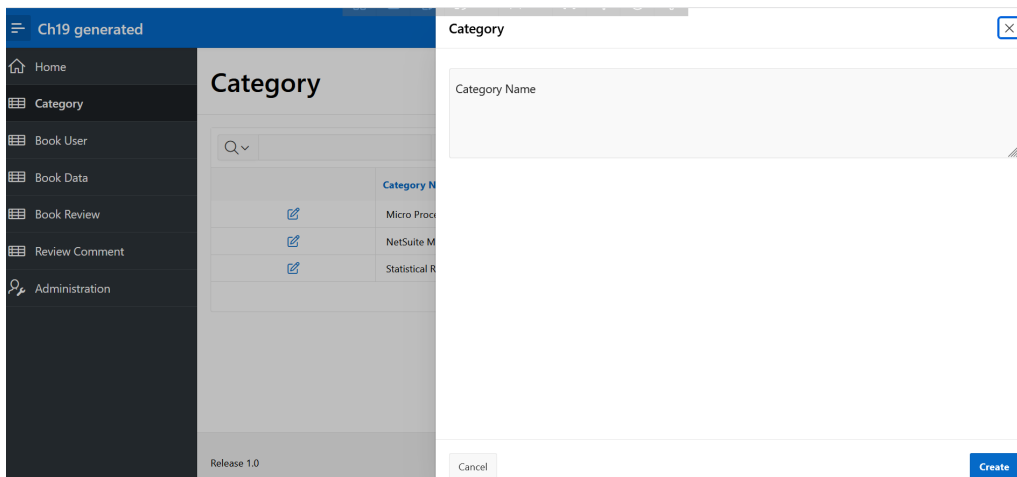 Ch19 generated
Home
Category
Book User
Book Data
Book Review
Review Comment
Administration
Category
Category N
Micro Proce
NetSuite M
Statistical R
Release 1.0
Category
Category Name
Cancel
Create